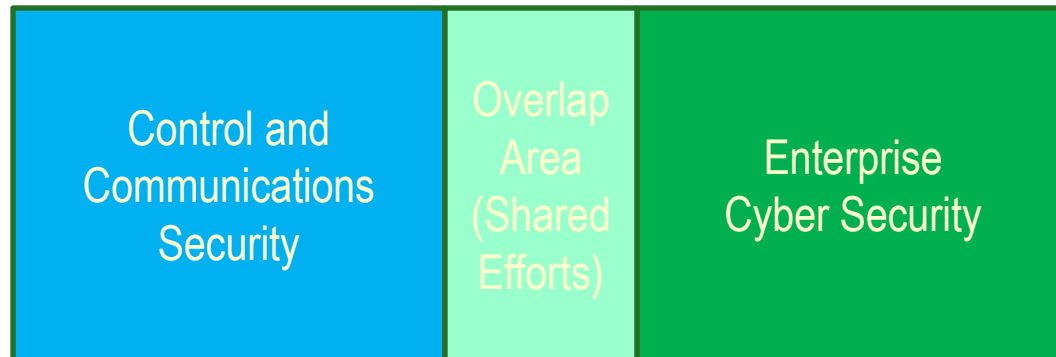 Control and
Communications
Security
Overlap
Area
(Shared
Efforts)
Enterprise
Cyber Security